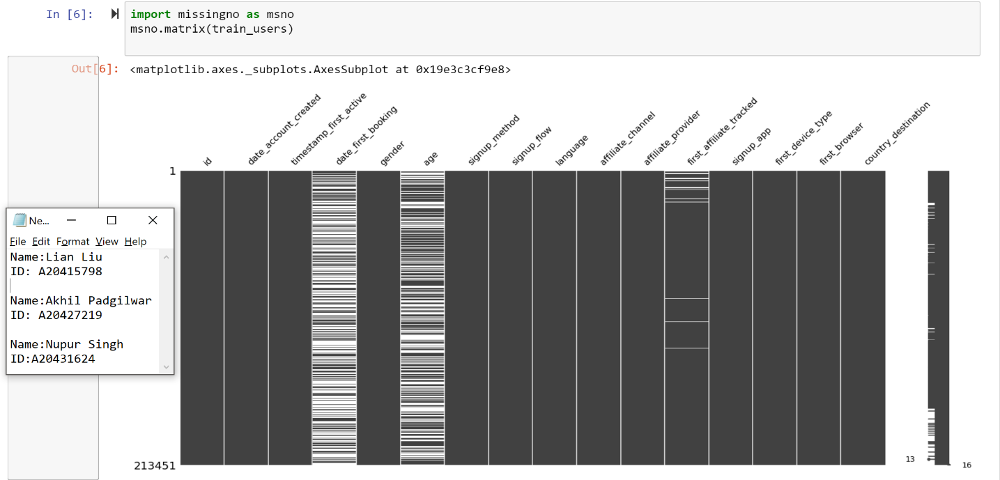 In [6]:
import missingno as msno
msno.matrix(train_users)
Out[6]:
<matplotlib.axes._subplots.AxesSubplot at 0x19e3c3cf9e8>
id
date_account_created
timestamp_first_active
date_first_booking
gender
age
signup_method
signup_flow
language
affiliate_channel
affiliate_provider
first_affiliate_tracked
signup_app
first_device_type
first_browser
country_destination
1
213451
13
16
Ne...
File Edit Format View Help
Name:Lian Liu
ID: A20415798
Name:Akhil Padgilwar
ID: A20427219
Name:Nupur Singh
ID:A20431624